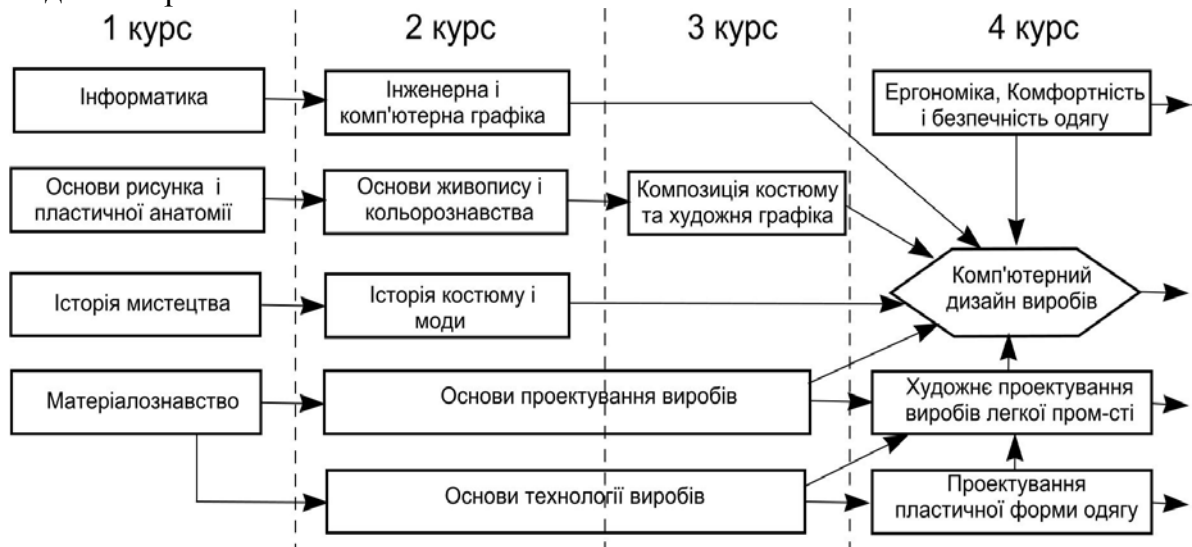 1 курс
2 курс
3 курс
4 курс
Інформатика
Інженерна і
комп'ютерна графіка
Ергономіка, Комфортність
і безпечність одягу
Основи рисунка і
пластичної анатомії
Основи живопису і
кольорознавства
Композиція костюму
та художня графіка
Історія мистецтва
Історія костюму і
моди
Комп'ютерний
дизайн виробів
Матеріалознавство
Основи проектування виробів
Художнє проектування
виробів легкої пром-сті
Основи технології виробів
Проектування
пластичної форми одягу